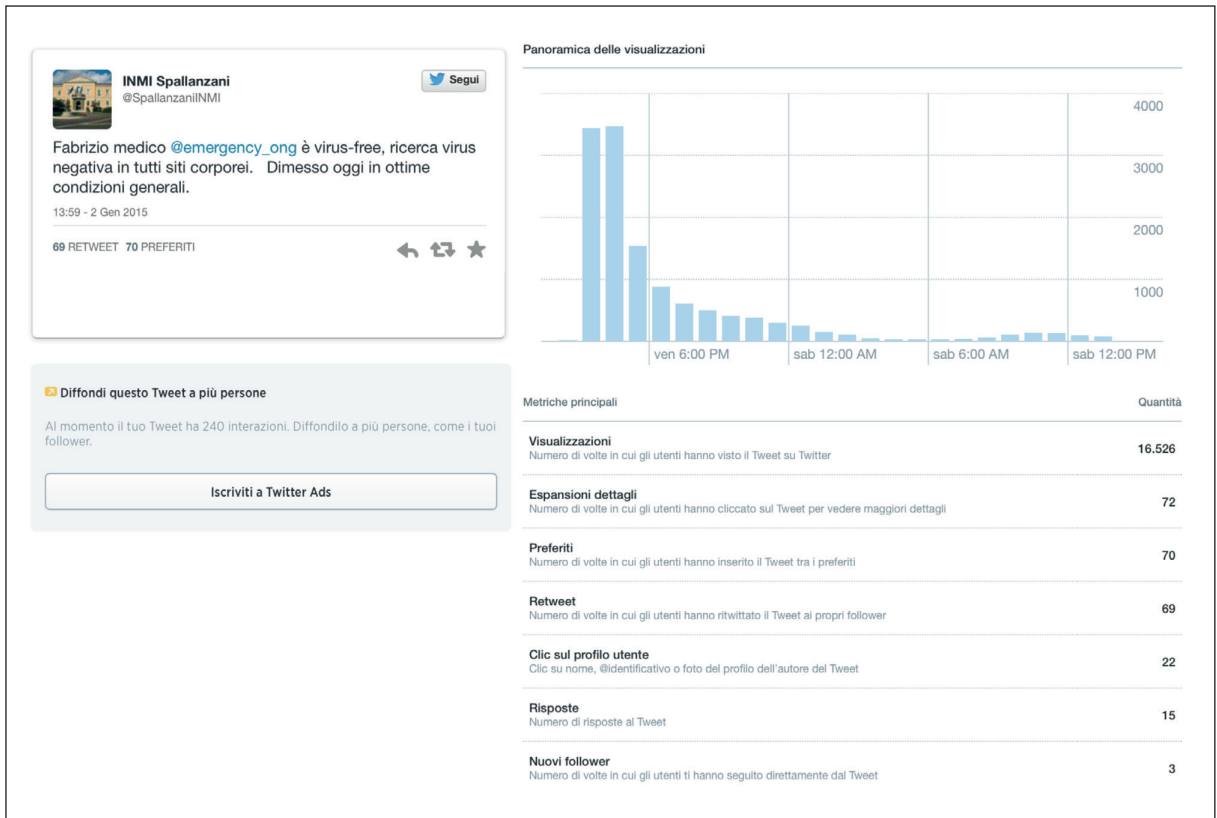 INMI Spallanzani
@SpallanzaniINMI
Segui
Fabrizio medico @emergency_ong è virus-free, ricerca virus
negativa in tutti siti corporei. Dimesso oggi in ottime
condizioni generali.
13:59 - 2 Gen 2015
69 RETWEET 70 PREFERITI
Diffondi questo Tweet a più persone
Al momento il tuo Tweet ha 240 interazioni. Diffondilo a più persone, come i tuoi
follower.
Iscriviti a Twitter Ads
Panoramica delle visualizzazioni
4000
3000
2000
1000
ven 6:00 PM
sab 12:00 AM
sab 6:00 AM
sab 12:00 PM
Metriche principali Quantità
Visualizzazioni
Numero di volte in cui gli utenti hanno visto il Tweet su Twitter
16.526
Espansioni dettagli
Numero di volte in cui gli utenti hanno cliccato sul Tweet per vedere maggiori dettagli
72
Preferiti
Numero di volte in cui gli utenti hanno inserito il Tweet tra i preferiti
70
Retweet
Numero di volte in cui gli utenti hanno ritwittato il Tweet ai propri follower
69
Clic sul profilo utente
Clic su nome, @identificativo o foto del profilo dell'autore del Tweet
22
Risposte
Numero di risposte al Tweet
15
Nuovi follower
Numero di volte in cui gli utenti ti hanno seguito direttamente dal Tweet
3